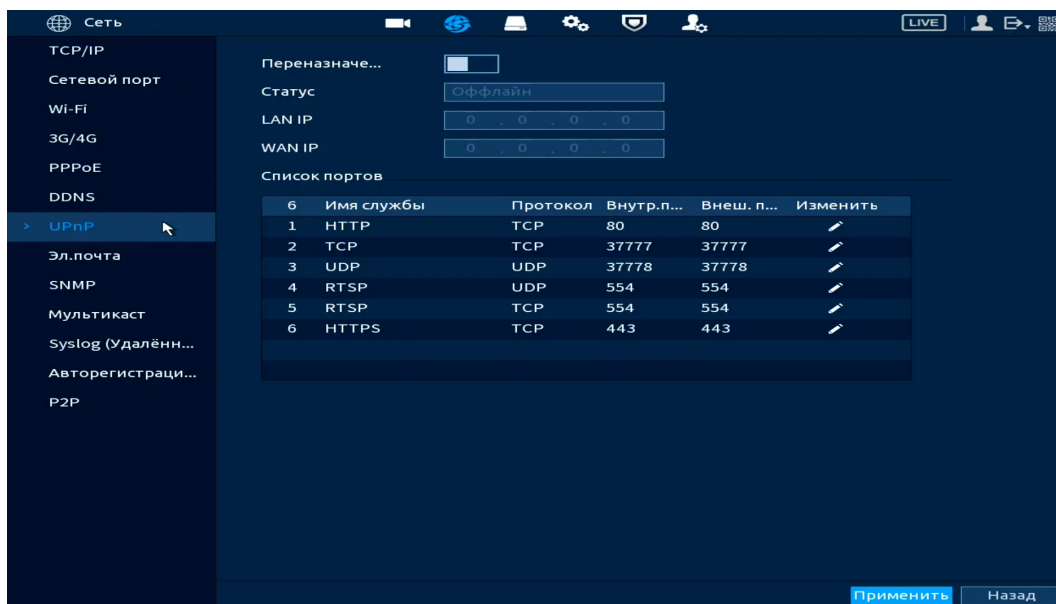 Сеть LIVE
TCP/IP
Сетевой порт
Wi-Fi
3G/4G
PPPoE
DDNS
UPnP
Эл.почта
SNMP
Мультикаст
Syslog (Удалённ...
Авторегистраци...
P2P
Переназначе...
Статус Оффлайн
LAN IP 0 . 0 . 0 . 0
WAN IP 0 . 0 . 0 . 0
Список портов
6 Имя службы Протокол Внутр.п... Внеш. п... Изменить
1 HTTP TCP 80 80
2 TCP TCP 37777 37777
3 UDP UDP 37778 37778
4 RTSP UDP 554 554
5 RTSP TCP 554 554
6 HTTPS TCP 443 443
Применить Назад